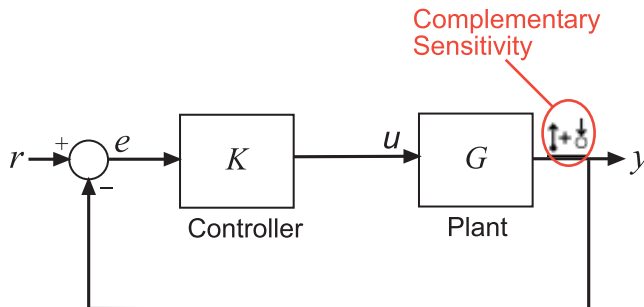 Complementary
Sensitivity
r
+
e
K
u
G
y
−
Controller
Plant